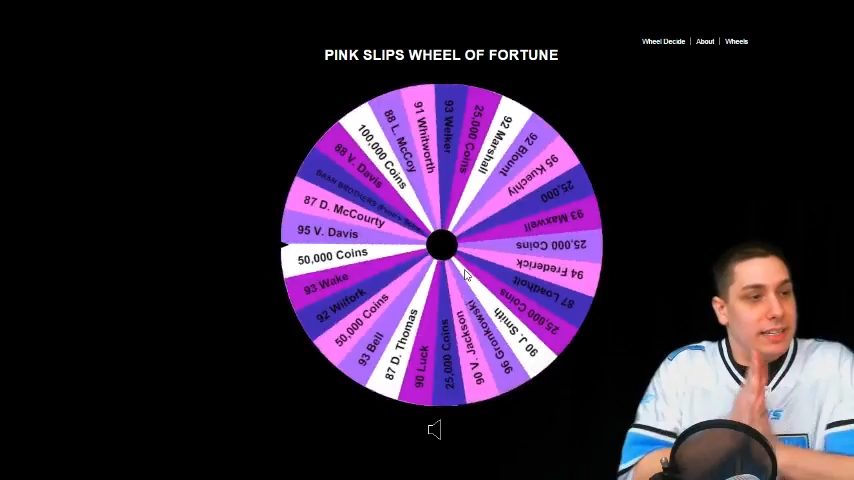 Wheel Decide | About | Wheels
PINK SLIPS WHEEL OF FORTUNE
93 Welker
25,000 Coins
92 Marshall
92 Blount
95 Kuechly
25,000
93 Maxwell
25,000 Coins
94 Frederick
87 Loadholt
25,000 Coins
90 J. Smith
96 Gronkowski
90 V. Jackson
25,000 Coins
90 Luck
87 D. Thomas
93 Bell
50,000 Coins
92 Wilfork
93 Wake
50,000 Coins
95 V. Davis
87 D. McCourty
BASH BROTHERS
88 V. Davis
100,000 Coins
88 L. McCoy
91 Whitworth